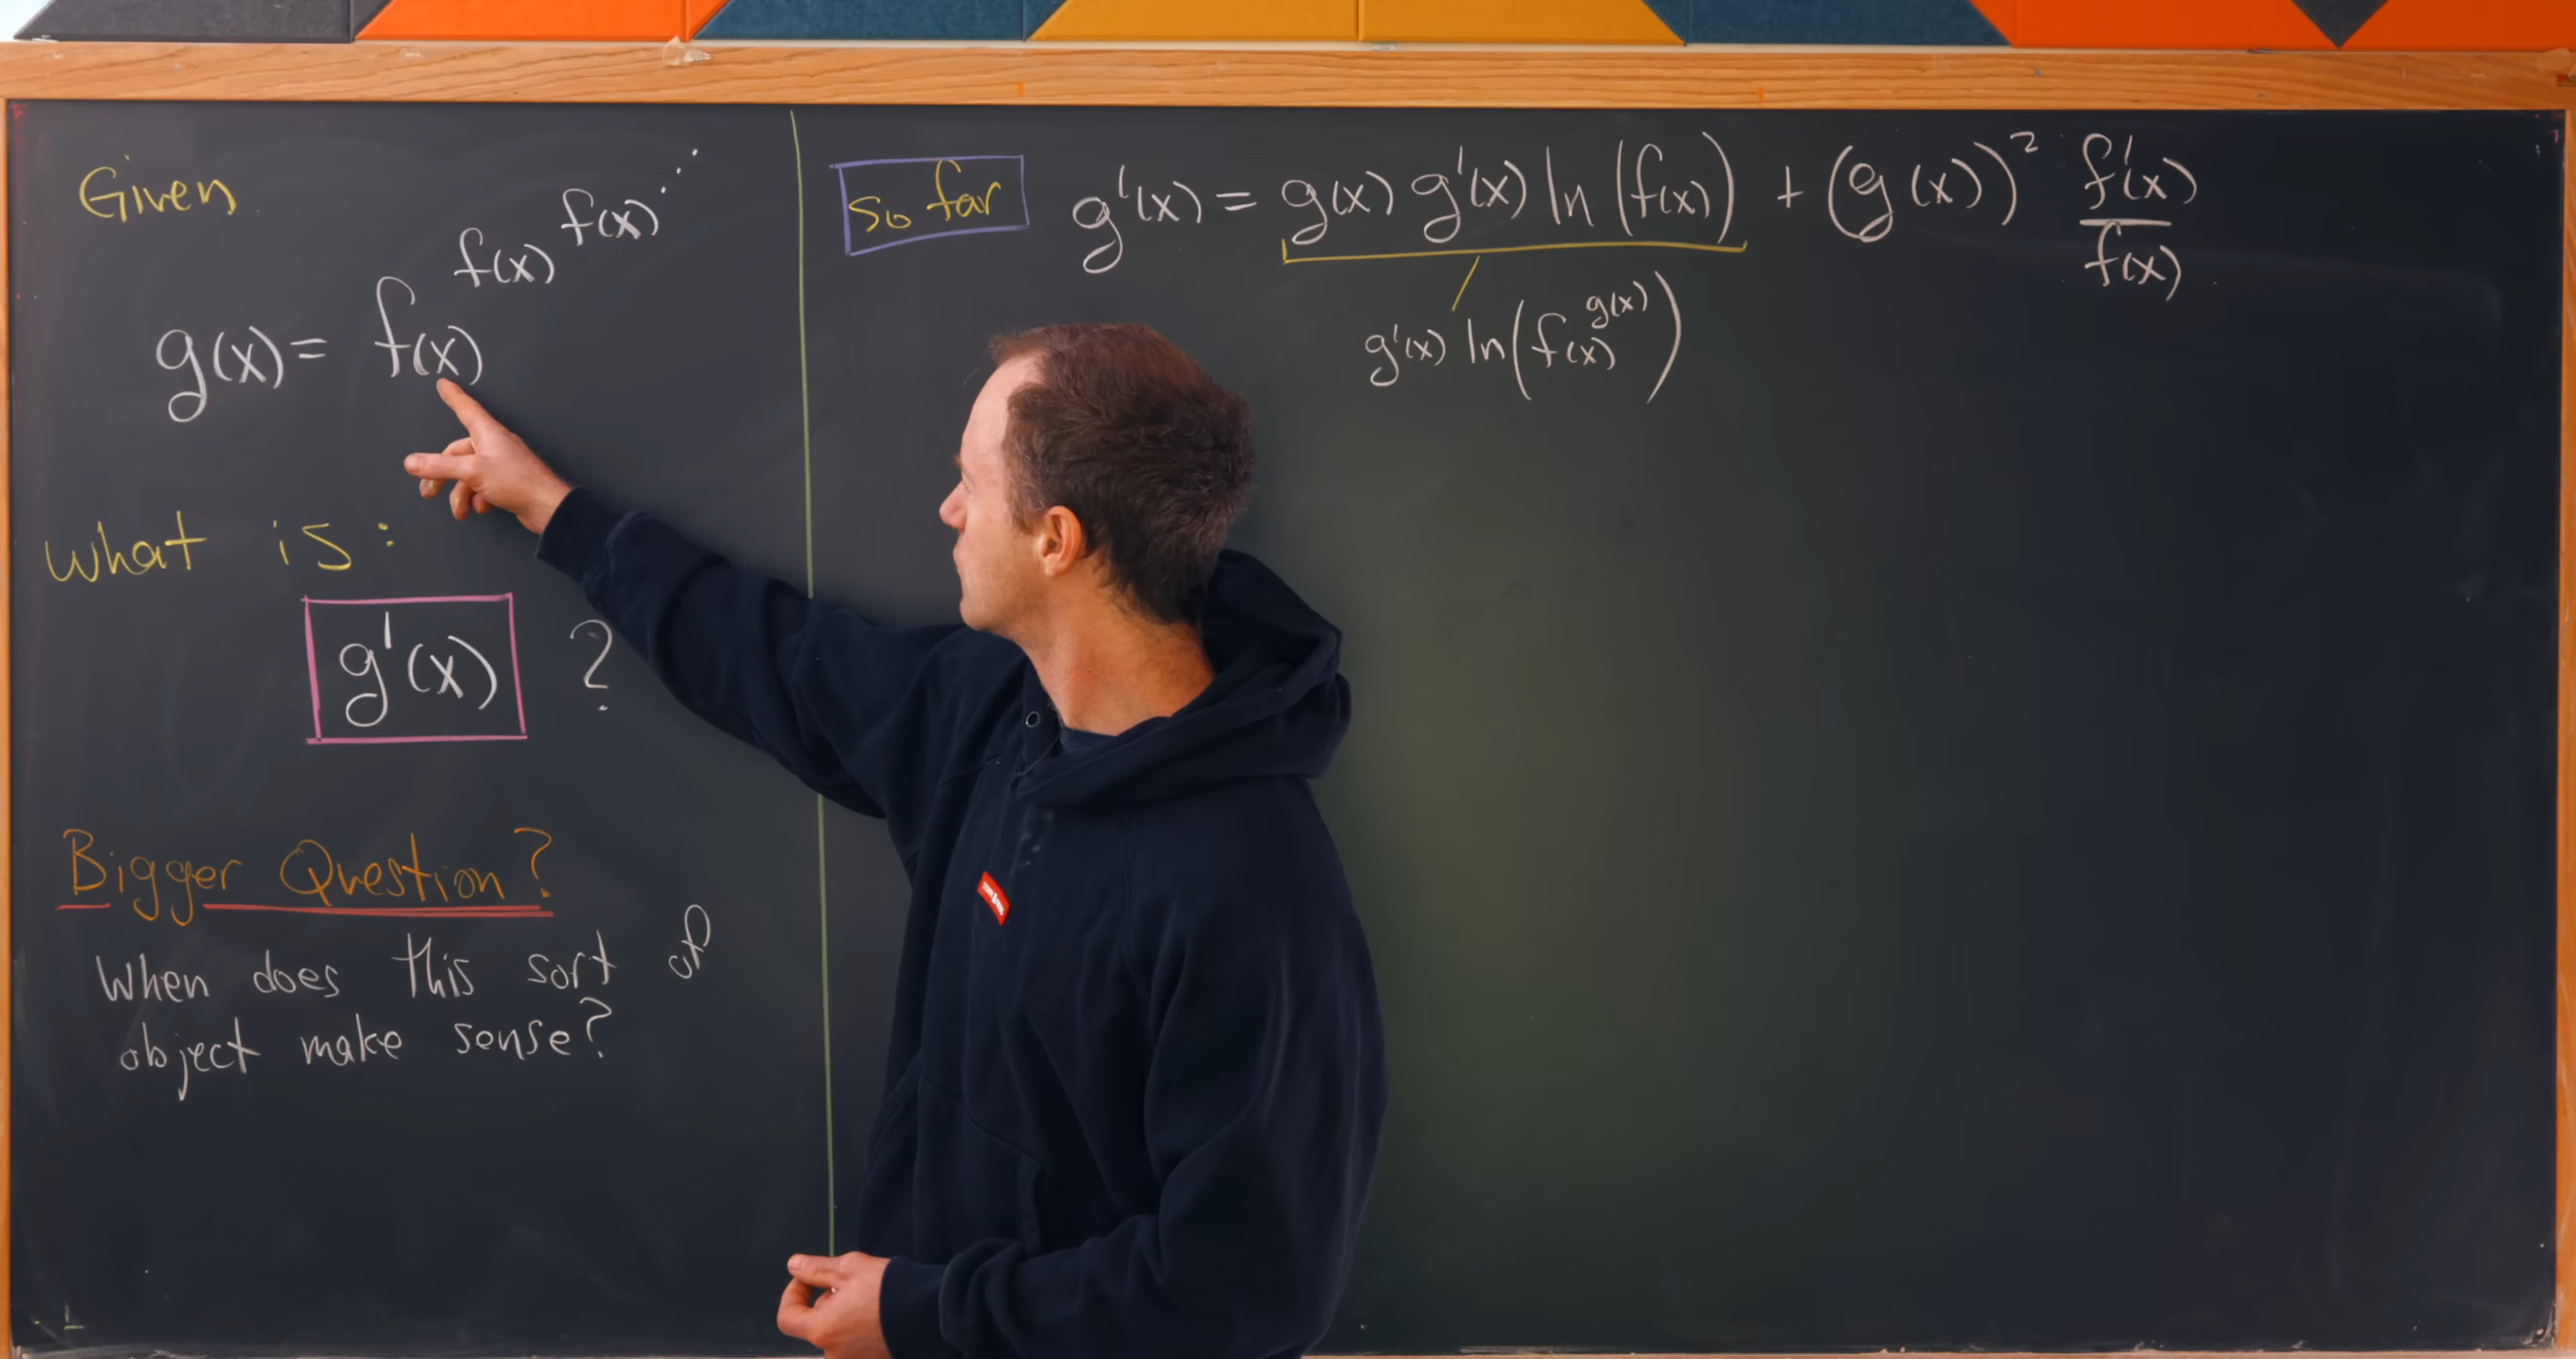 Given
g(x) = f(x)^f(x)^f(x)^⋰
What is:
g'(x) ?
Bigger Question?
When does this sort of
object make sense?
so far
g'(x) = g(x) g'(x) ln (f(x)) + (g(x))² f'(x)/f(x)
g'(x) ln(f(x)^g(x))